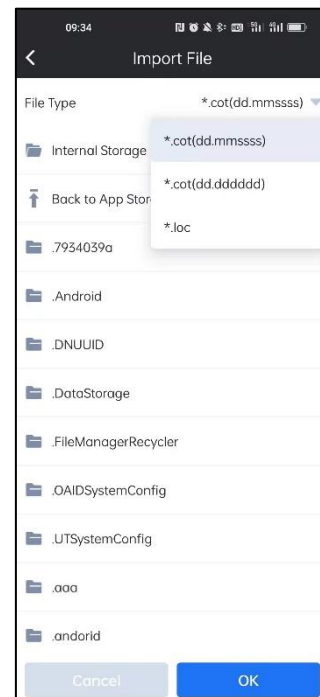 09:34
Import File
File Type
*.cot(dd.mmssss)
*.cot(dd.mmssss)
Internal Storage
*.cot(dd.dddddd)
Back to App Stor
*.loc
.7934039a
.Android
.DNUUID
.DataStorage
.FileManagerRecycler
.OAIDSystemConfig
.UTSystemConfig
.aaa
.andorid
Cancel
OK